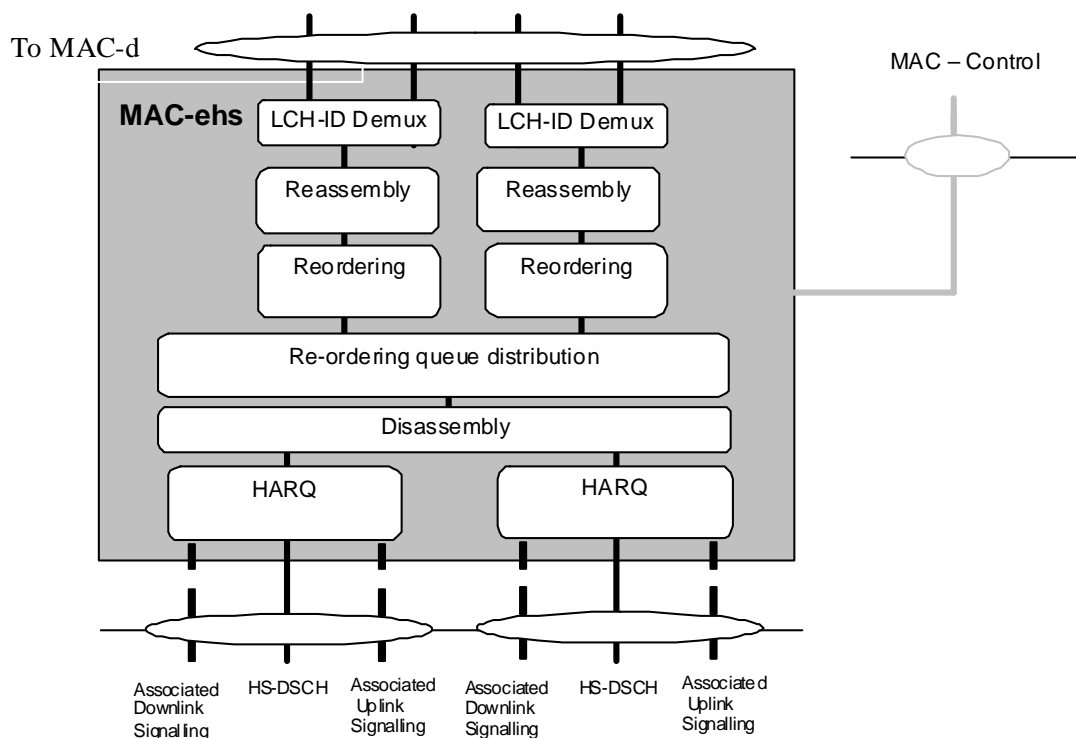 To MAC-d
MAC – Control
MAC-ehs
LCH-ID Demux
LCH-ID Demux
Reassembly
Reassembly
Reordering
Reordering
Re-ordering queue distribution
Disassembly
HARQ
HARQ
Associated
Downlink
Signalling
HS-DSCH
Associated
Uplink
Signalling
Associated
Downlink
Signalling
HS-DSCH
Associated
Uplink
Signalling